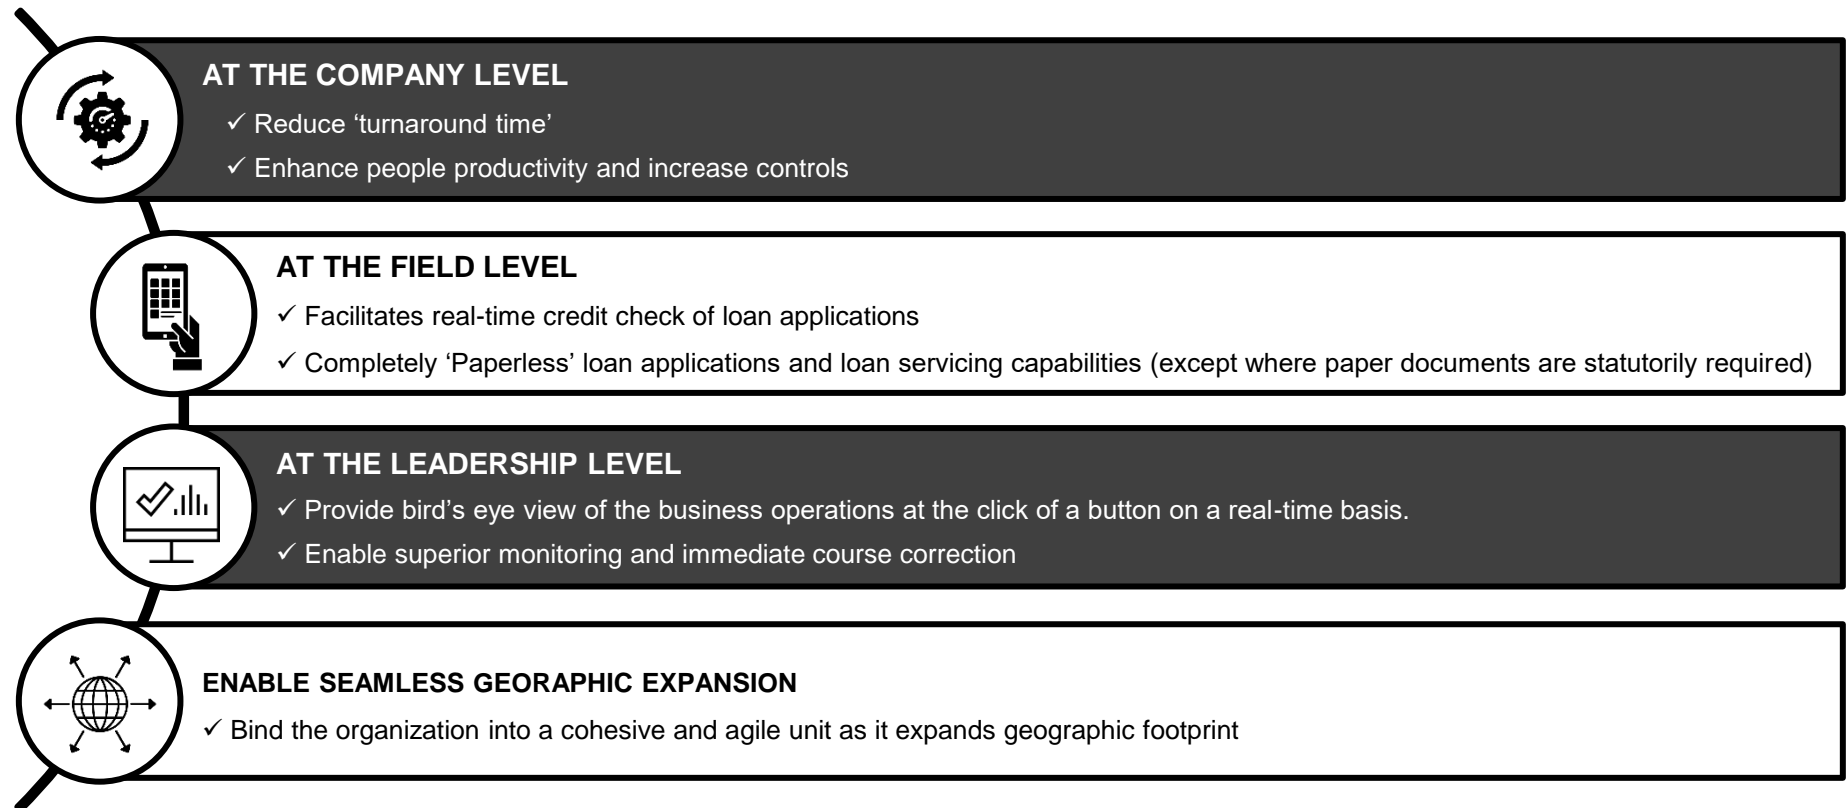 AT THE COMPANY LEVEL
✓ Reduce ‘turnaround time’
✓ Enhance people productivity and increase controls
AT THE FIELD LEVEL
✓ Facilitates real-time credit check of loan applications
✓ Completely ‘Paperless’ loan applications and loan servicing capabilities (except where paper documents are statutorily required)
AT THE LEADERSHIP LEVEL
✓ Provide bird’s eye view of the business operations at the click of a button on a real-time basis.
✓ Enable superior monitoring and immediate course correction
ENABLE SEAMLESS GEORAPHIC EXPANSION
✓ Bind the organization into a cohesive and agile unit as it expands geographic footprint